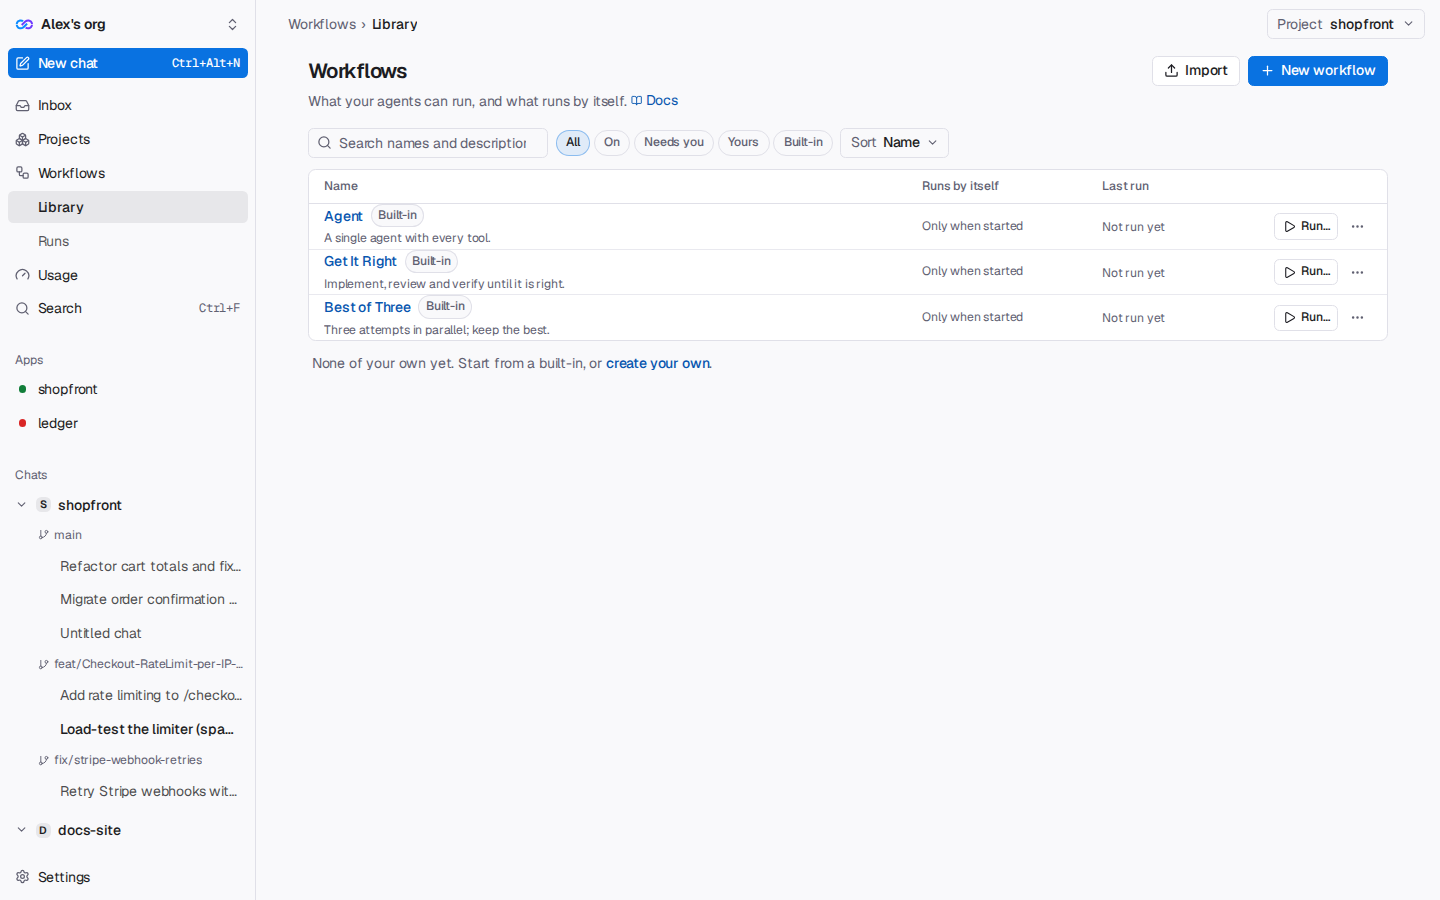 Alex's org
New chat Ctrl+Alt+N
Inbox
Projects
Workflows
Library
Runs
Usage
Search Ctrl+F
Apps
shopfront
ledger
Chats
S shopfront
main
Refactor cart totals and fix...
Migrate order confirmation ...
Untitled chat
feat/Checkout-RateLimit-per-IP-...
Add rate limiting to /checko...
Load-test the limiter (spa...
fix/stripe-webhook-retries
Retry Stripe webhooks wit...
D docs-site
Settings
Workflows › Library
Project shopfront
Workflows
Import
New workflow
What your agents can run, and what runs by itself. Docs
Search names and description
All On Needs you Yours Built-in Sort Name
Name Runs by itself Last run
Agent Built-in
A single agent with every tool.
Only when started Not run yet Run...
Get It Right Built-in
Implement, review and verify until it is right.
Only when started Not run yet Run...
Best of Three Built-in
Three attempts in parallel; keep the best.
Only when started Not run yet Run...
None of your own yet. Start from a built-in, or create your own.